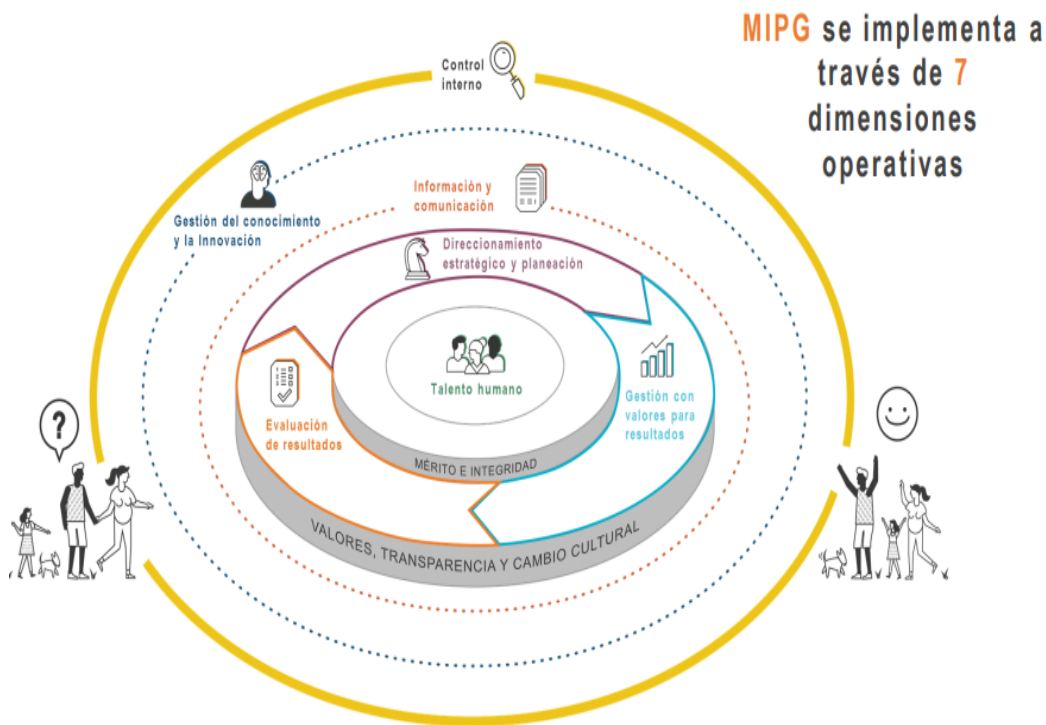 MIPG se implementa a
través de 7
dimensiones
operativas
Control
interno
Gestión del conocimiento
y la Innovación
Información y
comunicación
Direccionamiento
estratégico y planeación
Talento humano
Gestión con
valores para
resultados
Evaluación
de resultados
MÉRITO E INTEGRIDAD
VALORES, TRANSPARENCIA Y CAMBIO CULTURAL
?